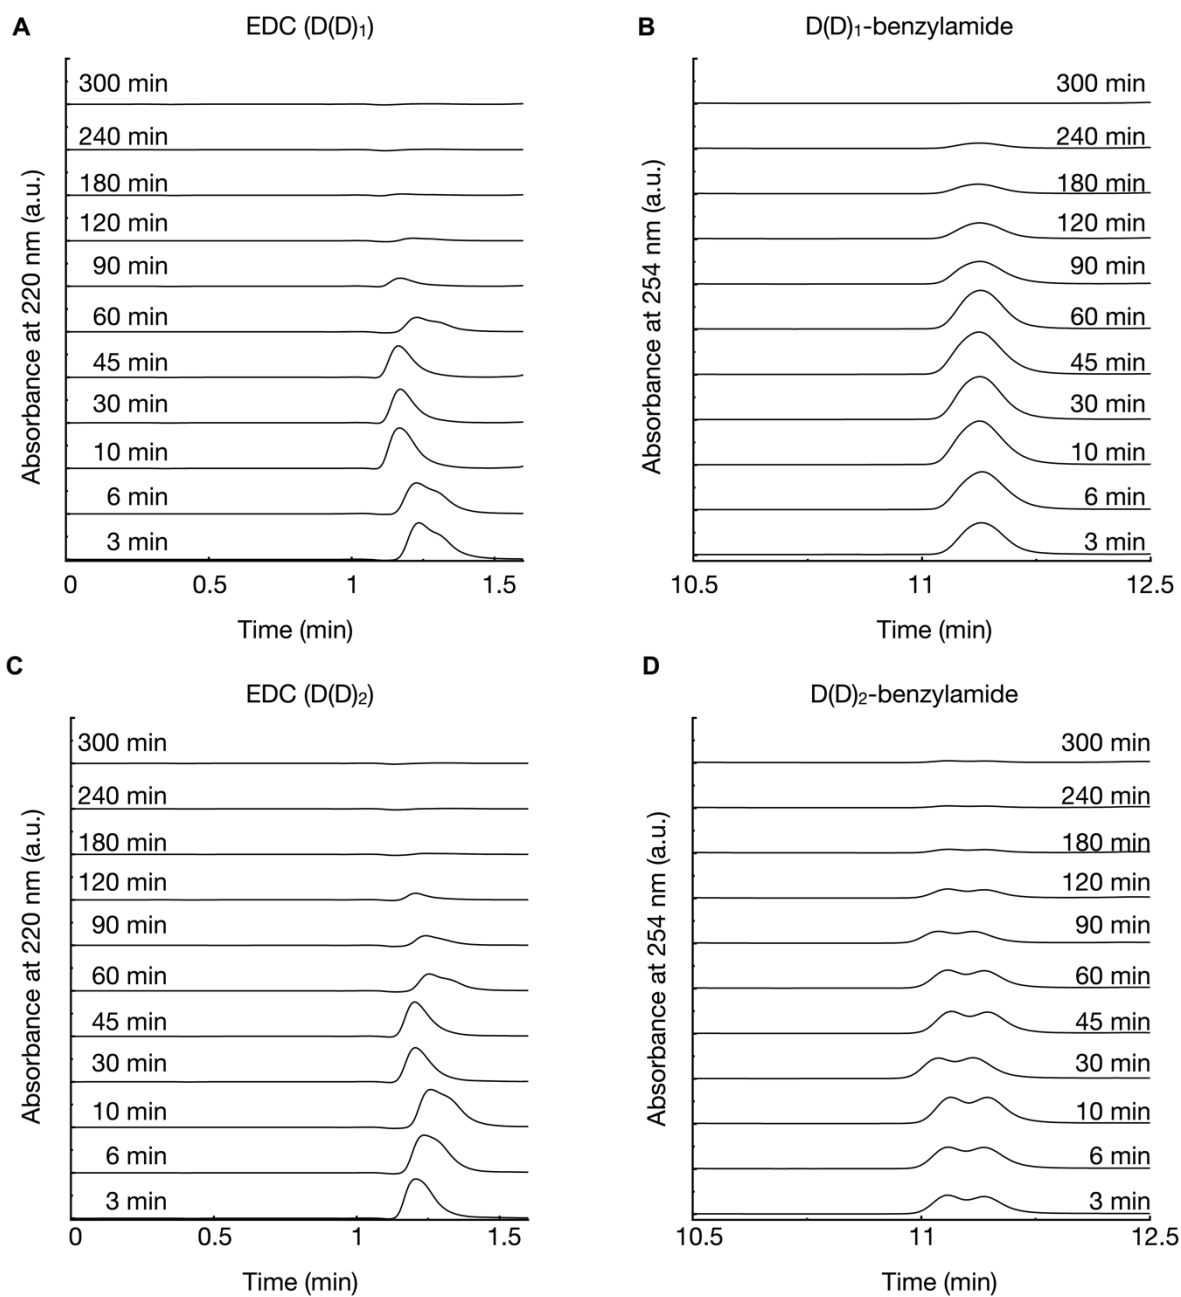 A
EDC (D(D)₁)
Absorbance at 220 nm (a.u.)
300 min
240 min
180 min
120 min
90 min
60 min
45 min
30 min
10 min
6 min
3 min
0 0.5 1 1.5
Time (min)
B
D(D)₁-benzylamide
Absorbance at 254 nm (a.u.)
300 min
240 min
180 min
120 min
90 min
60 min
45 min
30 min
10 min
6 min
3 min
10.5 11 12.5
Time (min)
C
EDC (D(D)₂)
Absorbance at 220 nm (a.u.)
300 min
240 min
180 min
120 min
90 min
60 min
45 min
30 min
10 min
6 min
3 min
0 0.5 1 1.5
Time (min)
D
D(D)₂-benzylamide
Absorbance at 254 nm (a.u.)
300 min
240 min
180 min
120 min
90 min
60 min
45 min
30 min
10 min
6 min
3 min
10.5 11 12.5
Time (min)